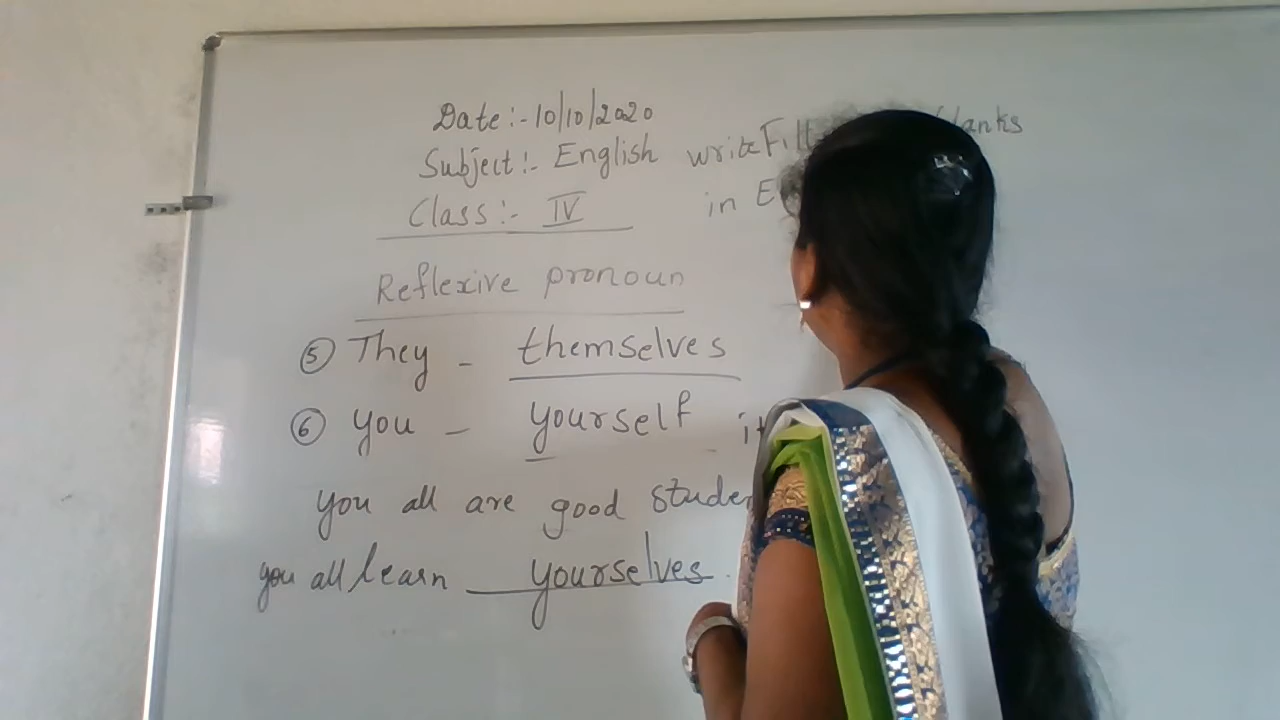 Date:-10/10/2020
Subject:- English
Class:- IV
write Fill
in
Reflexive pronoun
5 They - themselves
6 you - yourself
you all are good
you all learn yourselves.